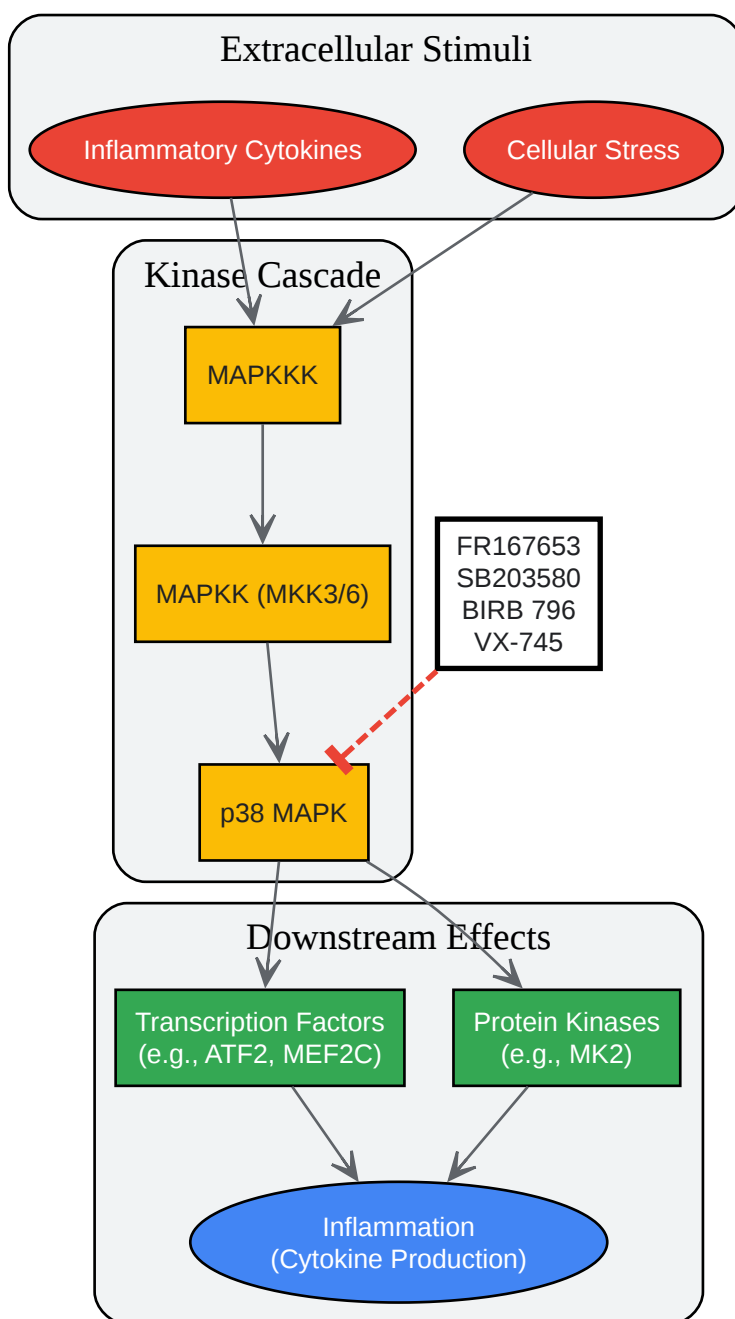 Extracellular Stimuli
Inflammatory Cytokines
Cellular Stress
Kinase Cascade
MAPKKK
MAPKK (MKK3/6)
FR167653
SB203580
BIRB 796
VX-745
p38 MAPK
Downstream Effects
Transcription Factors
(e.g., ATF2, MEF2C)
Protein Kinases
(e.g., MK2)
Inflammation
(Cytokine Production)